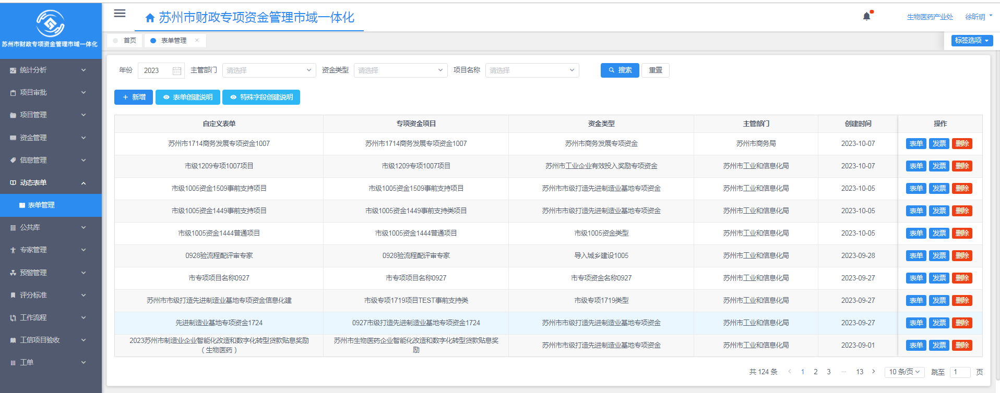 苏州市财政专项资金管理市域一体化
生物医药产业处 徐昕玥
苏州市财政专项资金管理市域一体化
首页 表单管理 × 标签选项
统计分析
项目审批
项目管理
资金管理
信息管理
动态表单
表单管理
公共库
专家管理
预警管理
评分标准
工作流程
工信项目验收
工单
年份 2023 主管部门 请选择 资金类型 请选择 项目名称 请选择 搜索 重置
+ 新增 表单创建说明 特殊字段创建说明
自定义表单 专项资金项目 资金类型 主管部门 创建时间 操作
苏州市1714商务发展专项资金1007 苏州市1714商务发展专项资金1007 苏州市商务发展专项资金 苏州市商务局 2023-10-07 表单 发票 删除
市级1209专项1007项目 市级1209专项1007项目 苏州市工业企业有效投入奖励专项资金 苏州市工业和信息化局 2023-10-07 表单 发票 删除
市级1005资金1509事前支持项目 市级1005资金1509事前支持项目 苏州市市级打造先进制造业基地专项资金 苏州市工业和信息化局 2023-10-05 表单 发票 删除
市级1005资金1449事前支持项目 市级1005资金1449事前支持类项目 苏州市市级打造先进制造业基地专项资金 苏州市工业和信息化局 2023-10-05 表单 发票 删除
市级1005资金1444普通项目 市级1005资金1444普通项目 市级1005资金类型 苏州市工业和信息化局 2023-10-05 表单 发票 删除
0928验流程配评审专家 0928验流程配评审专家 导入城乡建设1005 苏州市工业和信息化局 2023-09-28 表单 发票 删除
市专项项目名称0927 市专项项目名称0927 市专项资金名称0927 苏州市工业和信息化局 2023-09-27 表单 发票 删除
苏州市市级打造先进制造业基地专项资金信息化建 市级专项1719项目TEST事前支持类 市级专项1719类型 苏州市工业和信息化局 2023-09-27 表单 发票 删除
先进制造业基地专项资金1724 0927市级打造先进制造业基地专项资金1724 苏州市市级打造先进制造业基地专项资金 苏州市工业和信息化局 2023-09-27 表单 发票 删除
2023苏州市制造业企业智能化改造和数字化转型贷款贴息奖励 苏州市生物医药企业智能化改造和数字化转型贷款贴息奖 苏州市市级打造先进制造业基地专项资金 苏州市工业和信息化局 2023-09-01 表单 发票 删除
（生物医药） 励
共 124 条 < 1 2 3 ··· 13 > 10 条/页 跳至 1 页